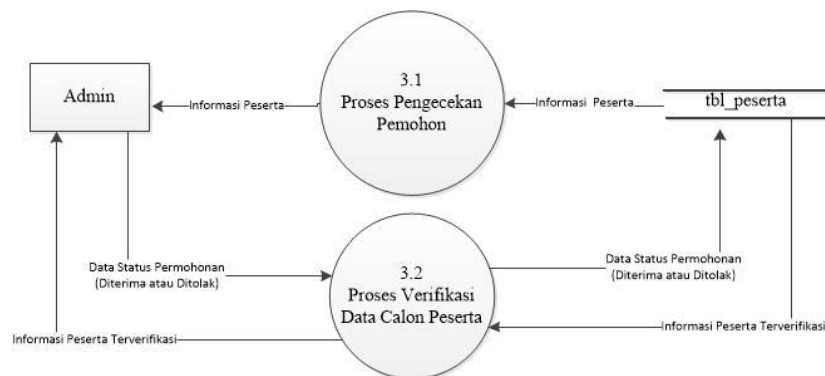 Admin
Informasi Peserta
3.1
Proses Pengecekan
Pemohon
Informasi Peserta
tbl_peserta
Data Status Permohonan
(Diterima atau Ditolak)
3.2
Proses Verifikasi
Data Calon Peserta
Data Status Permohonan
(Diterima atau Ditolak)
Informasi Peserta Terverifikasi
Informasi Peserta Terverifikasi